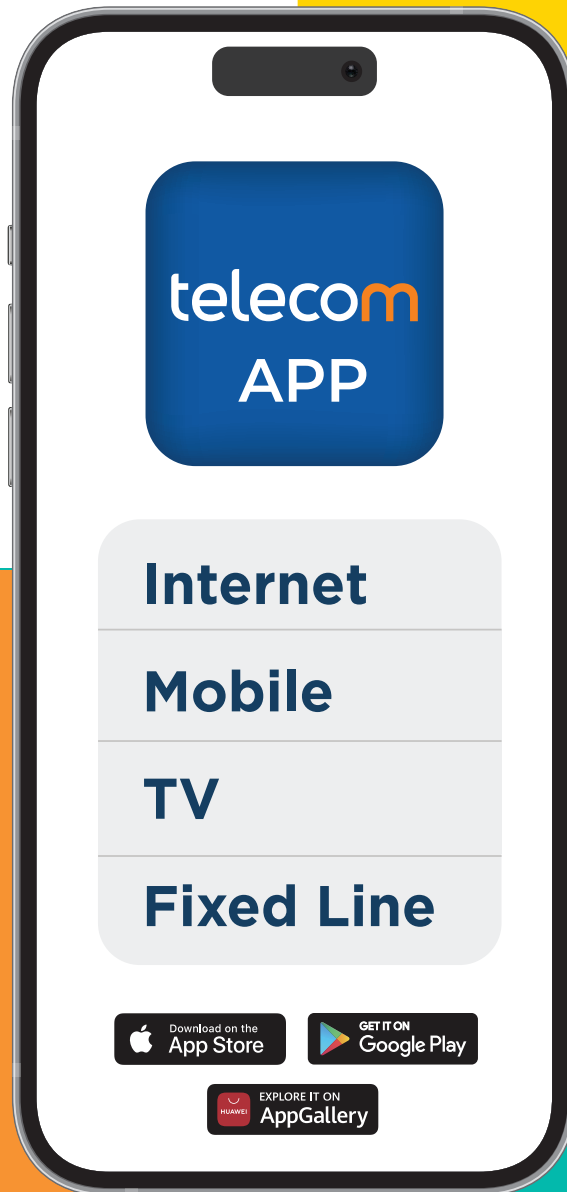 telecom
APP
Internet
Mobile
TV
Fixed Line
Download on the
App Store
GET IT ON
Google Play
HUAWEI
EXPLORE IT ON
AppGallery